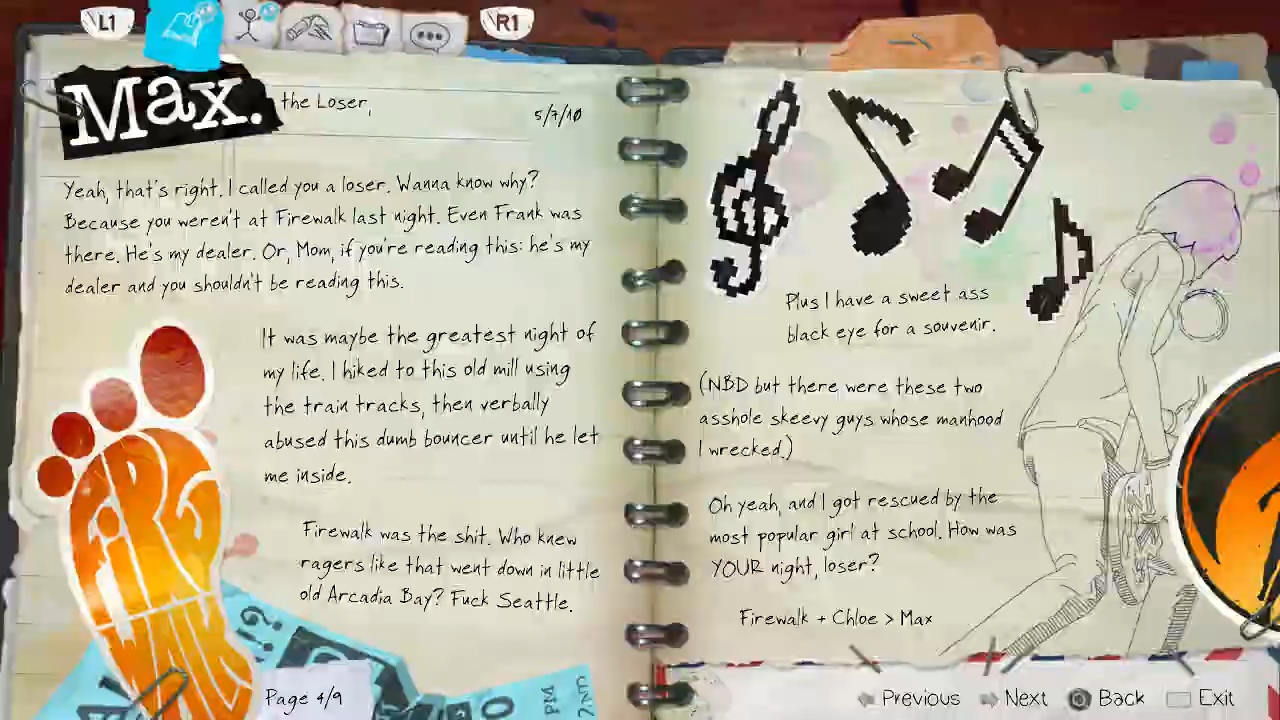 L1
R1
Max.
the Loser,
5/7/10
Yeah, that's right. I called you a loser. Wanna know why?
Because you weren't at Firewalk last night. Even Frank was
there. He's my dealer. Or, Mom, if you're reading this: he's my
dealer and you shouldn't be reading this.
It was maybe the greatest night of
my life. I hiked to this old mill using
the train tracks, then verbally
abused this dumb bouncer until he let
me inside.
Firewalk was the shit. Who knew
ragers like that went down in little
old Arcadia Bay? Fuck Seattle.
FIRE
WALK
PM
2ND
Page 4/9
Plus I have a sweet ass
black eye for a souvenir.
(NBD but there were these two
asshole skeevy guys whose manhood
I wrecked.)
Oh yeah, and I got rescued by the
most popular girl at school. How was
YOUR night, loser?
Firewalk + Chloe > Max
Previous Next Back Exit